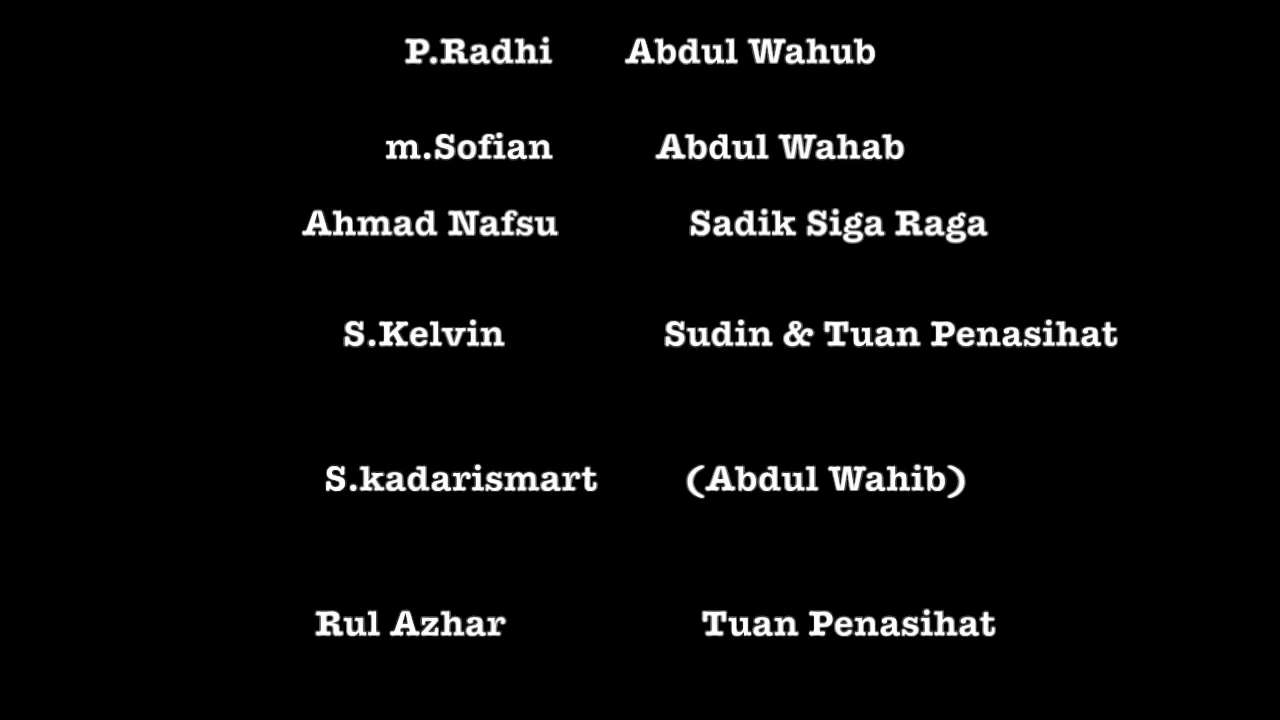 P.Radhi Abdul Wahub
m.Sofian Abdul Wahab
Ahmad Nafsu Sadik Siga Raga
S.Kelvin Sudin & Tuan Penasihat
S.kadarismart (Abdul Wahib)
Rul Azhar Tuan Penasihat